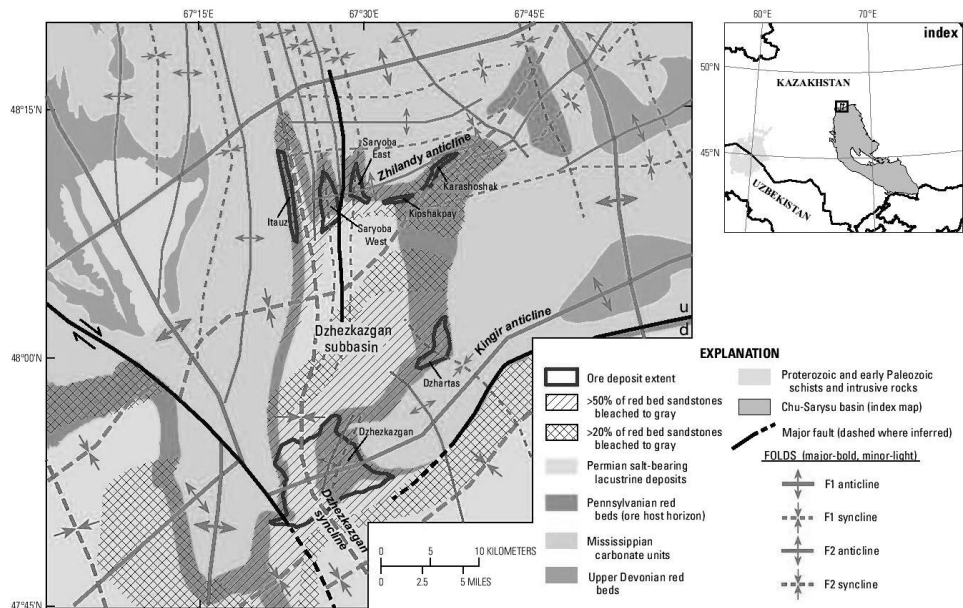 67°15'E
67°30'E
67°45'E
48°15'N
48°00'N
47°45'N
Saryoba
East
Zhilandy anticline
Karashoshak
Kipshakpay
Itauz
Saryoba
West
Dzhezkazgan
subbasin
Kingir anticline
u
d
Dzhartas
Dzhezkazgan
Dzhezkazgan
syncline
0 5 10 KILOMETERS
0 2.5 5 MILES
60°E
70°E
index
50°N
KAZAKHSTAN
45°N
UZBEKISTAN
EXPLANATION
Ore deposit extent
>50% of red bed sandstones
bleached to gray
>20% of red bed sandstones
bleached to gray
Permian salt-bearing
lacustrine deposits
Pennsylvanian red
beds (ore host horizon)
Mississippian
carbonate units
Upper Devonian red
beds
Proterozoic and early Paleozoic
schists and intrusive rocks
Chu-Sarysu basin (index map)
Major fault (dashed where inferred)
FOLDS (major-bold, minor-light)
F1 anticline
F1 syncline
F2 anticline
F2 syncline